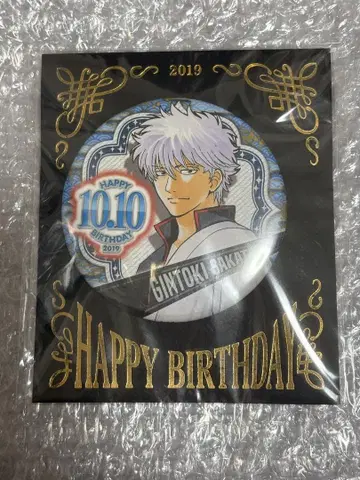 2019
HAPPY
10.10
BIRTHDAY
2019
GINTOKI SAKATA
HAPPY BIRTHDAY